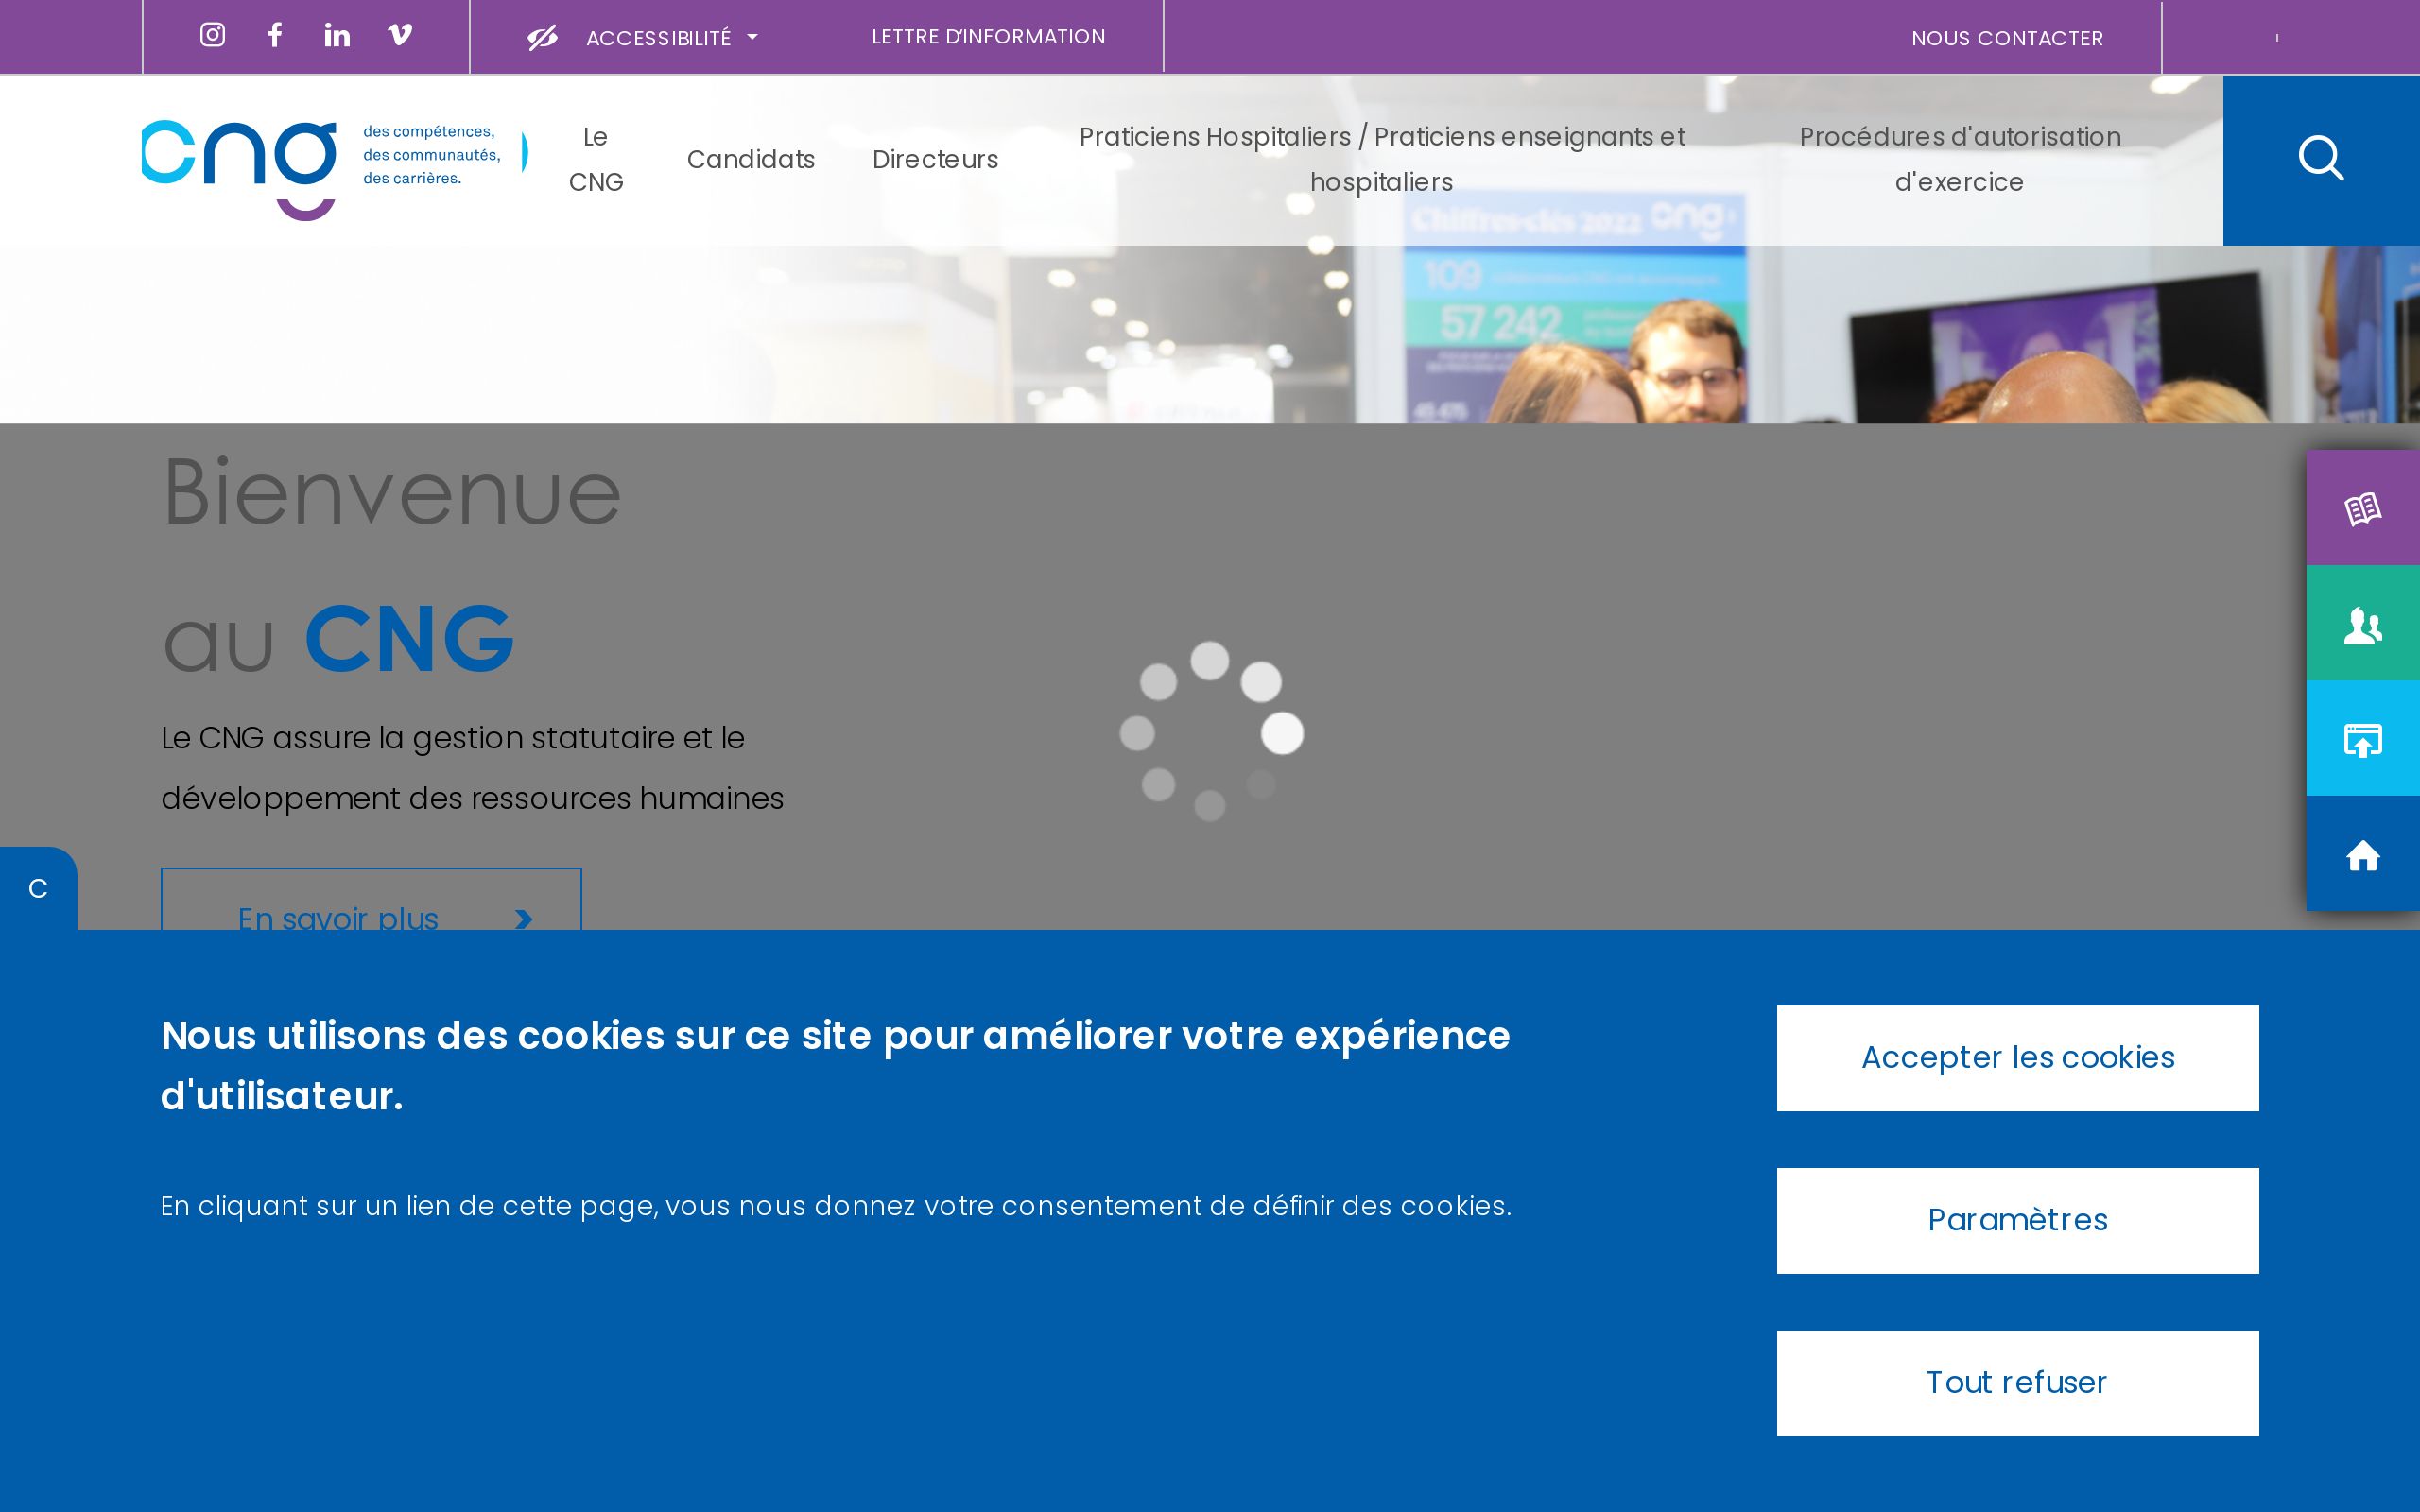 ACCESSIBILITÉ
LETTRE D'INFORMATION
NOUS CONTACTER
cng
des compétences,
des communautés,
des carrières.
Le
CNG
Candidats
Directeurs
Praticiens Hospitaliers / Praticiens enseignants et
hospitaliers
Procédures d'autorisation
d'exercice
Chiffres-clés 2022 cng
109
57 242
Bienvenue
au CNG
Le CNG assure la gestion statutaire et le
développement des ressources humaines
C
En savoir plus
Nous utilisons des cookies sur ce site pour améliorer votre expérience
d'utilisateur.
En cliquant sur un lien de cette page, vous nous donnez votre consentement de définir des cookies.
Accepter les cookies
Paramètres
Tout refuser